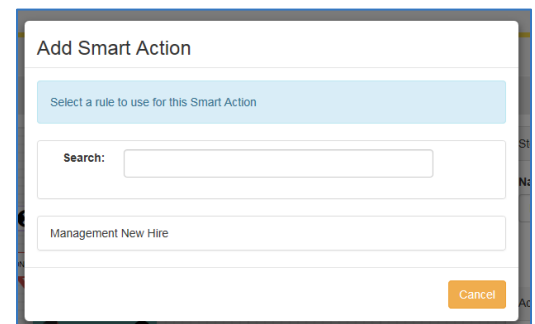 Add Smart Action
Select a rule to use for this Smart Action
Search:
Management New Hire
Cancel